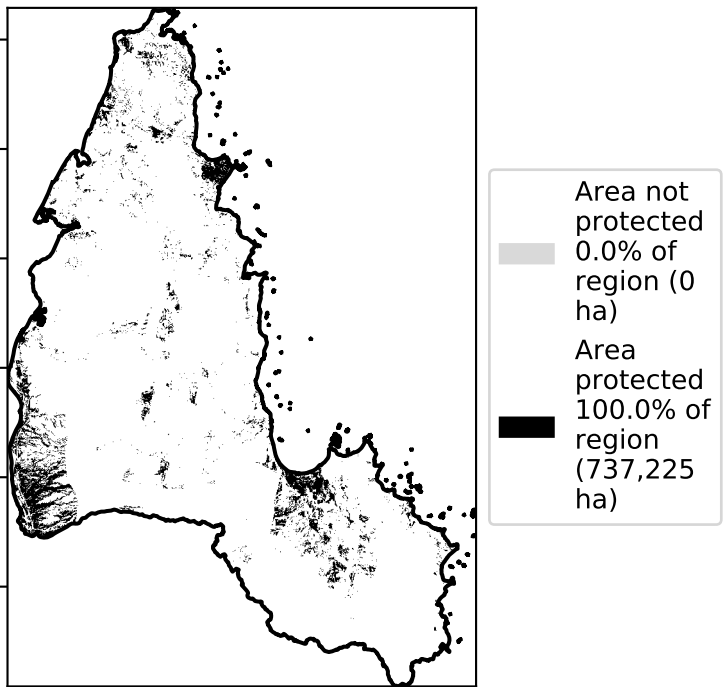 Area not
protected
0.0% of
region (0
ha)
Area
protected
100.0% of
region
(737,225
ha)